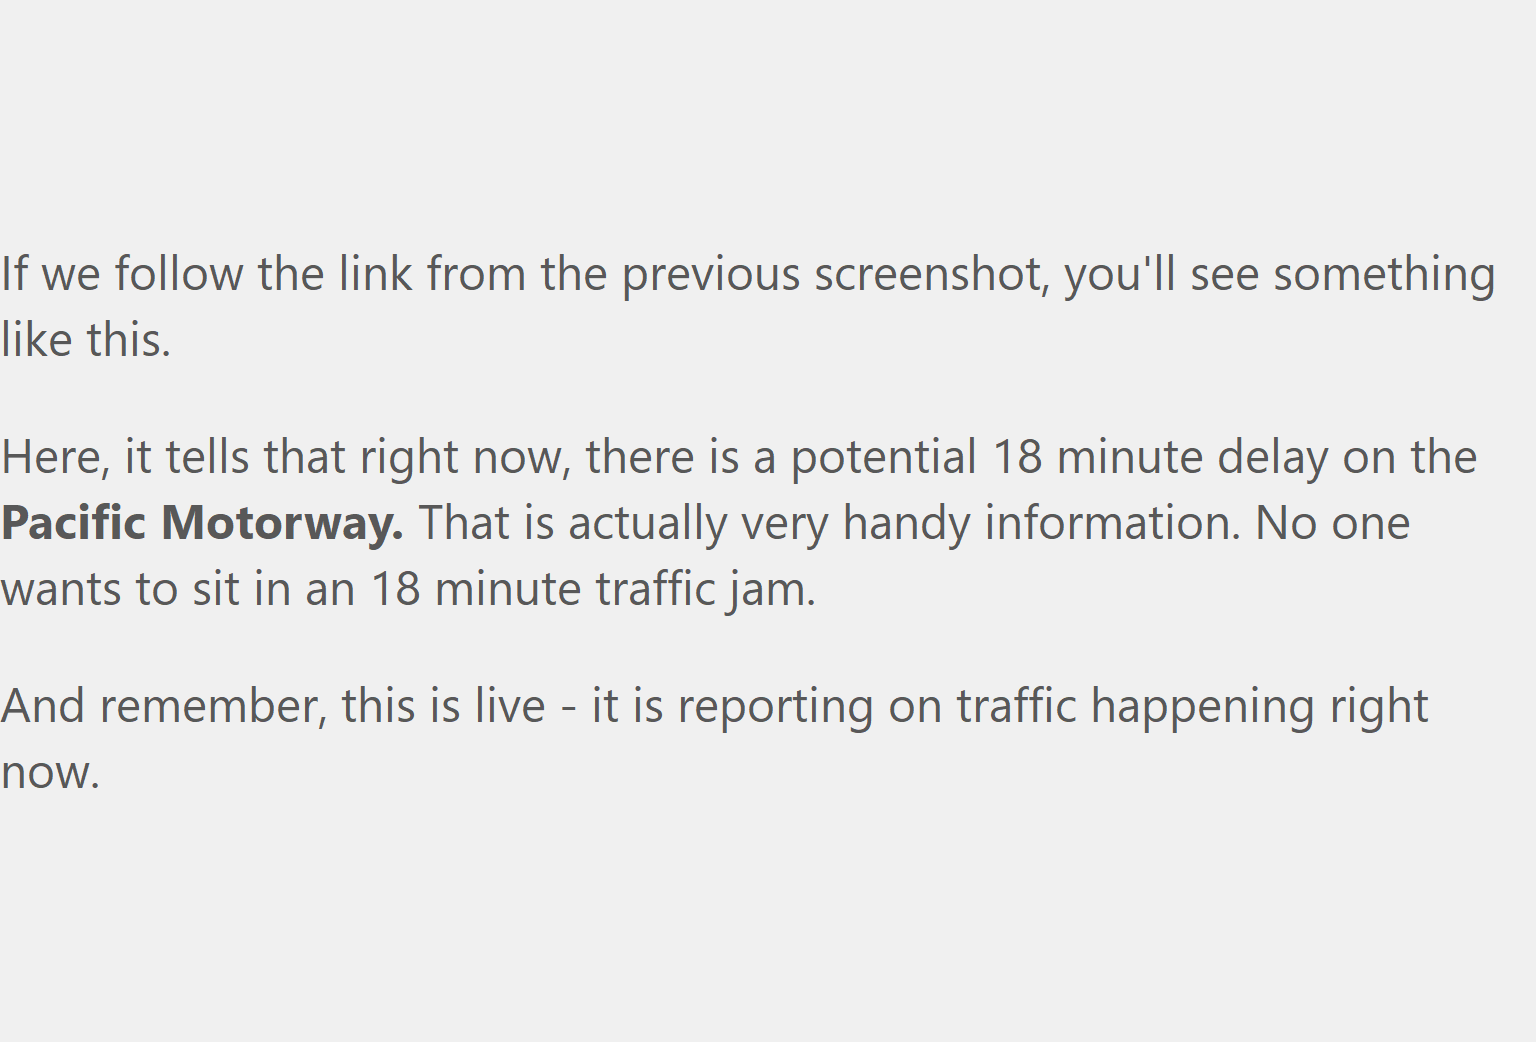 If we follow the link from the previous screenshot, you'll see something
like this.
Here, it tells that right now, there is a potential 18 minute delay on the
Pacific Motorway. That is actually very handy information. No one
wants to sit in an 18 minute traffic jam.
And remember, this is live - it is reporting on traffic happening right
now.